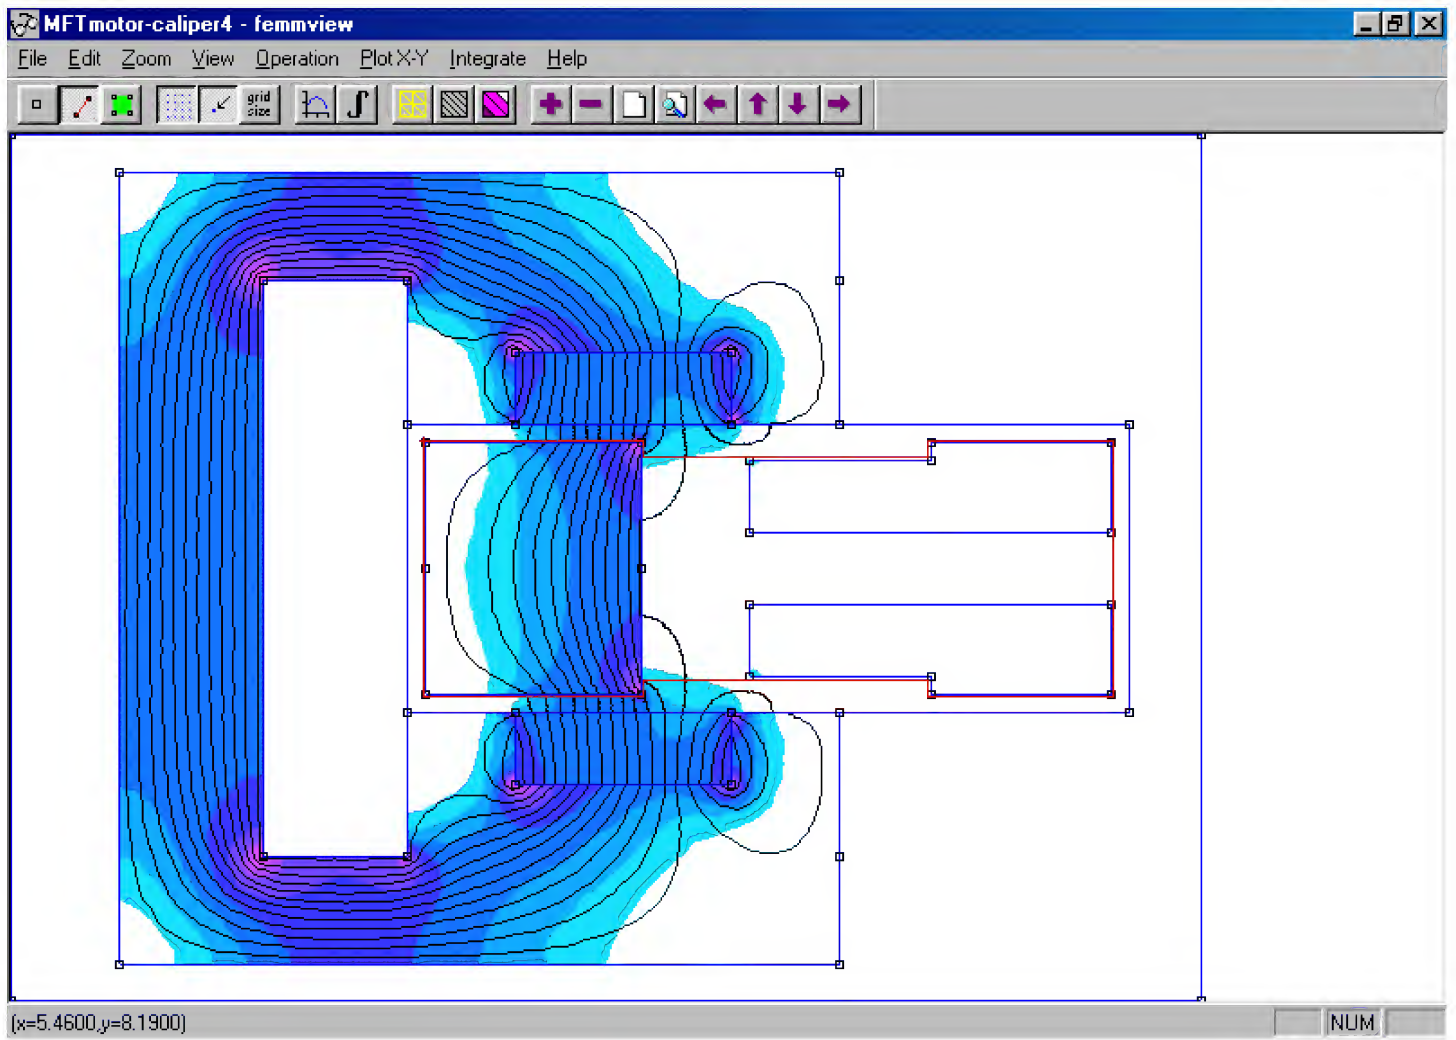 MFTmotor-caliper4 - femmview
File Edit Zoom View Operation Plot X-Y Integrate Help
grid
size
(x=5.4600,y=8.1900)
NUM